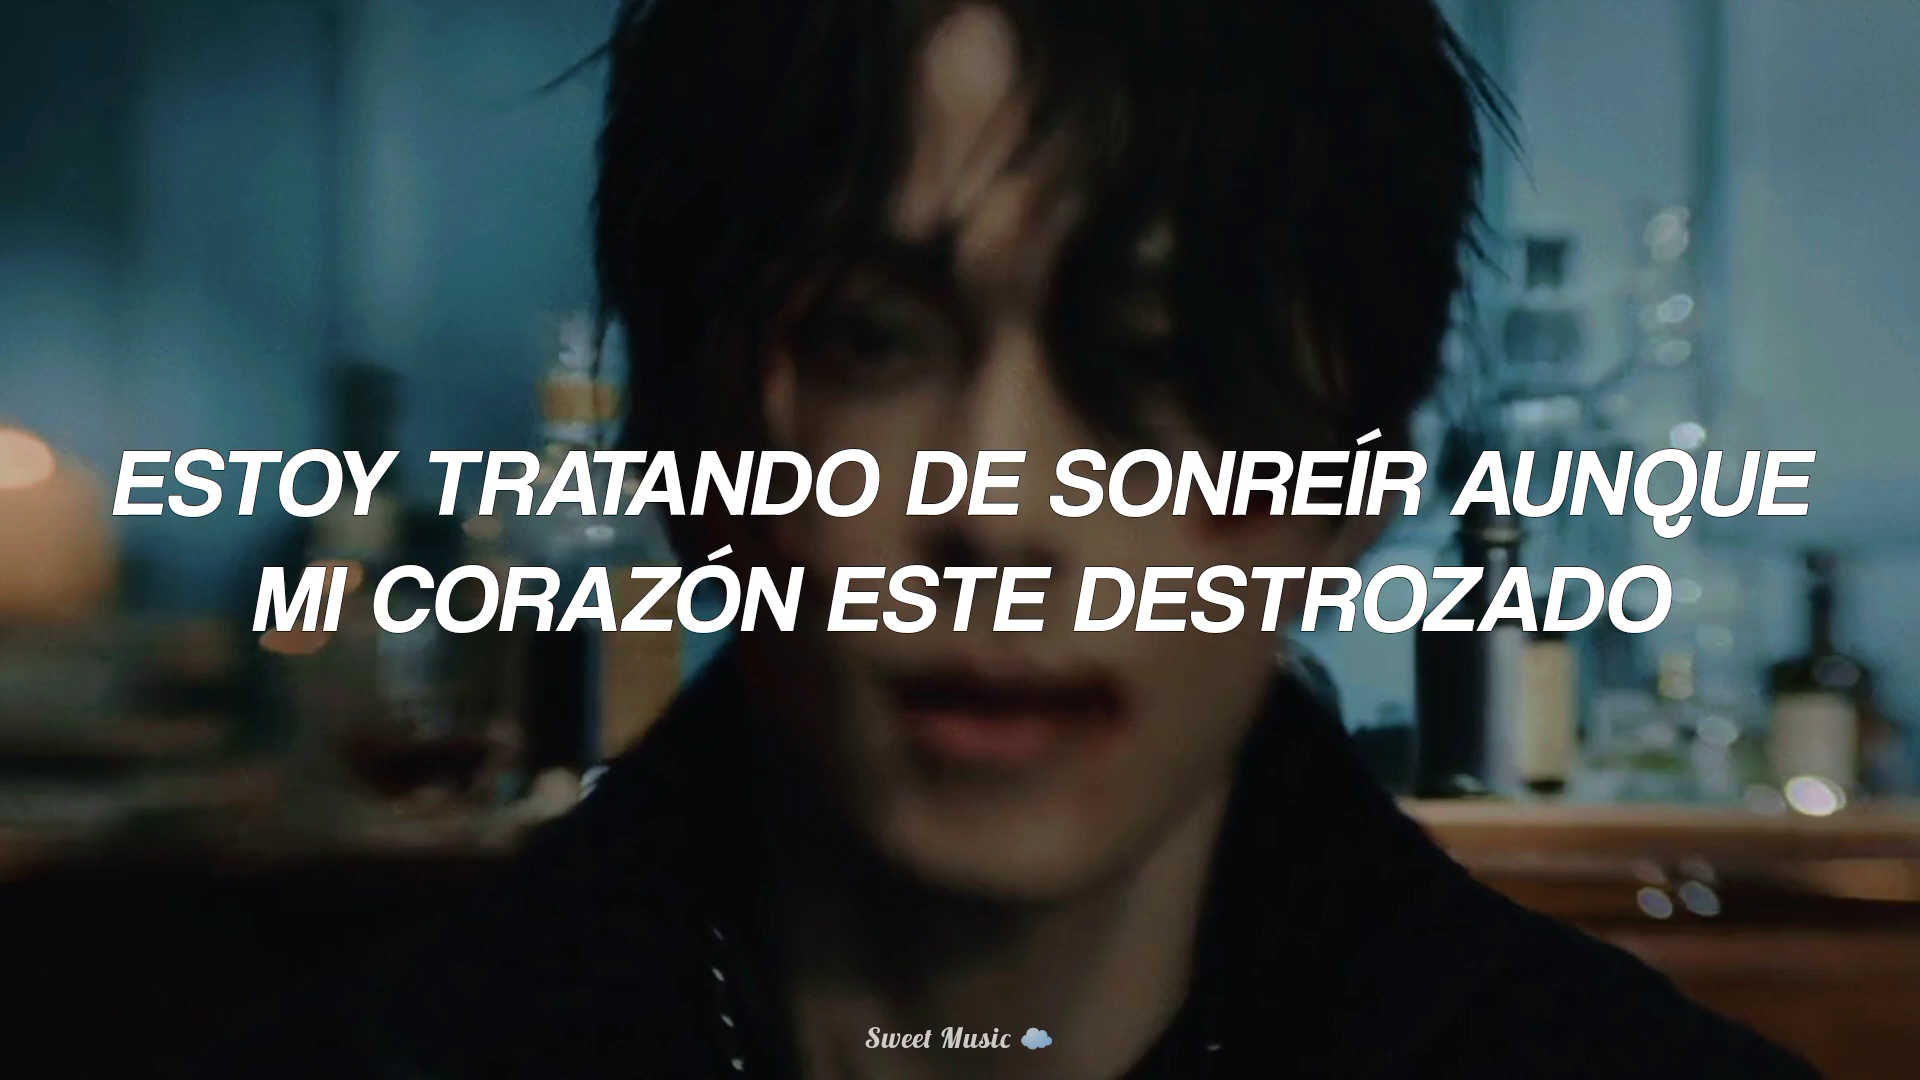 ESTOY TRATANDO DE SONREÍR AUNQUE
MI CORAZÓN ESTE DESTROZADO
Sweet Music ☁️